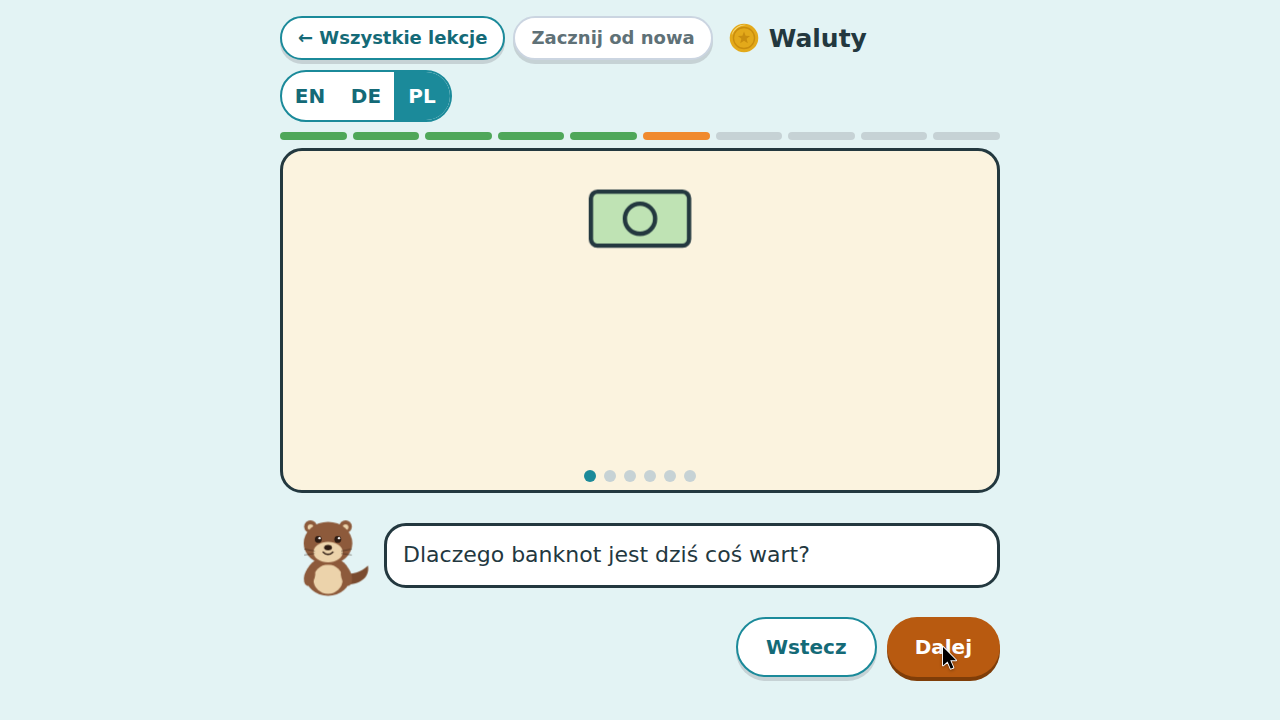 ← Wszystkie lekcje
Zacznij od nowa
Waluty
EN DE PL
Dlaczego banknot jest dziś coś wart?
Wstecz
Dalej